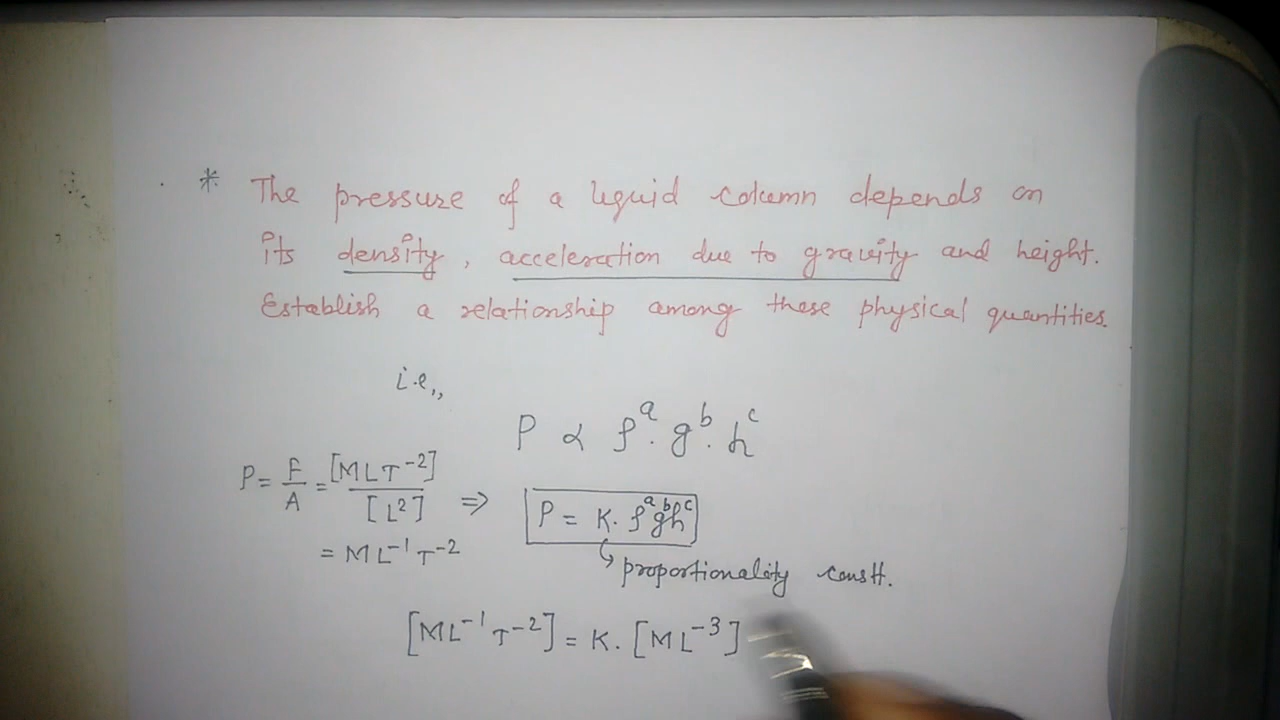 * The pressure of a liquid column depends on
its density, acceleration due to gravity and height.
Establish a relationship among these physical quantities.
i.e.,,
P ∝ ρ^a. g^b. h^c
P = F/A = [MLT^-2]/[L^2] ⇒ P = K. ρ^a g^b h^c
= ML^-1 T^-2
↳ proportionality constt.
[ML^-1 T^-2] = K. [ML^-3]